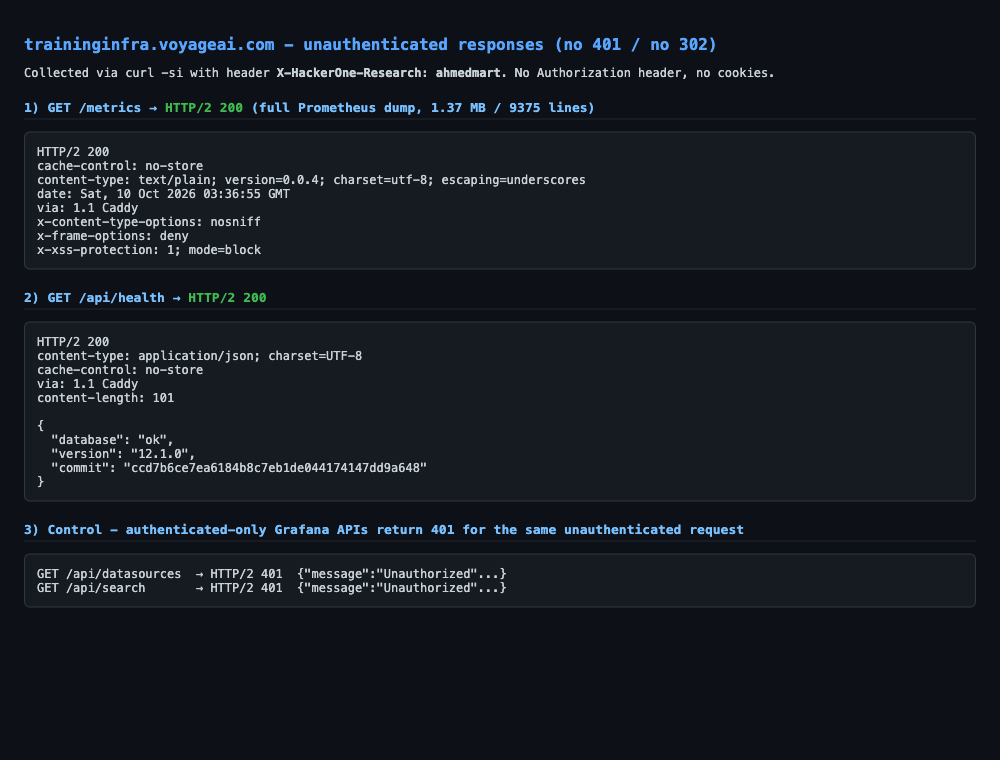 traininginfra.voyageai.com — unauthenticated responses (no 401 / no 302)
Collected via curl -si with header X-HackerOne-Research: ahmedmart. No Authorization header, no cookies.
1) GET /metrics → HTTP/2 200 (full Prometheus dump, 1.37 MB / 9375 lines)
HTTP/2 200
cache-control: no-store
content-type: text/plain; version=0.0.4; charset=utf-8; escaping=underscores
date: Sat, 10 Oct 2026 03:36:55 GMT
via: 1.1 Caddy
x-content-type-options: nosniff
x-frame-options: deny
x-xss-protection: 1; mode=block
2) GET /api/health → HTTP/2 200
HTTP/2 200
content-type: application/json; charset=UTF-8
cache-control: no-store
via: 1.1 Caddy
content-length: 101
{
  "database": "ok",
  "version": "12.1.0",
  "commit": "ccd7b6ce7ea6184b8c7eb1de044174147dd9a648"
}
3) Control — authenticated-only Grafana APIs return 401 for the same unauthenticated request
GET /api/datasources  → HTTP/2 401  {"message":"Unauthorized"...}
GET /api/search       → HTTP/2 401  {"message":"Unauthorized"...}